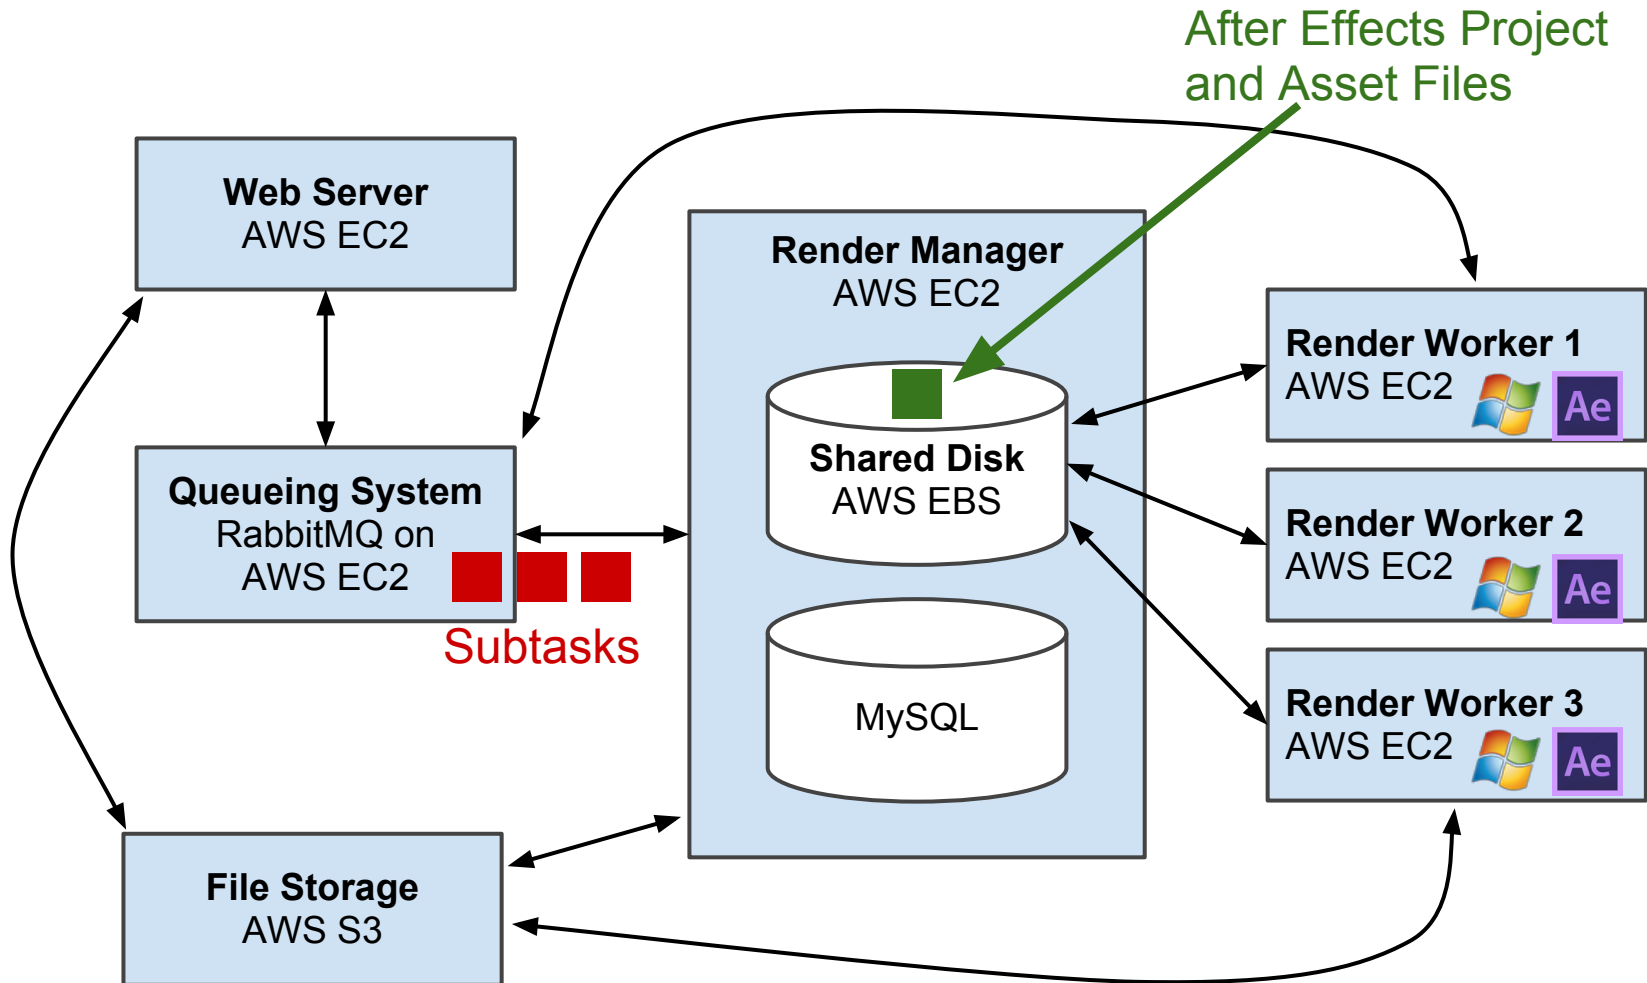 After Effects Project
and Asset Files
Web Server
AWS EC2
Render Manager
AWS EC2
Shared Disk
AWS EBS
MySQL
Queueing System
RabbitMQ on
AWS EC2
Subtasks
File Storage
AWS S3
Render Worker 1
AWS EC2
Ae
Render Worker 2
AWS EC2
Ae
Render Worker 3
AWS EC2
Ae